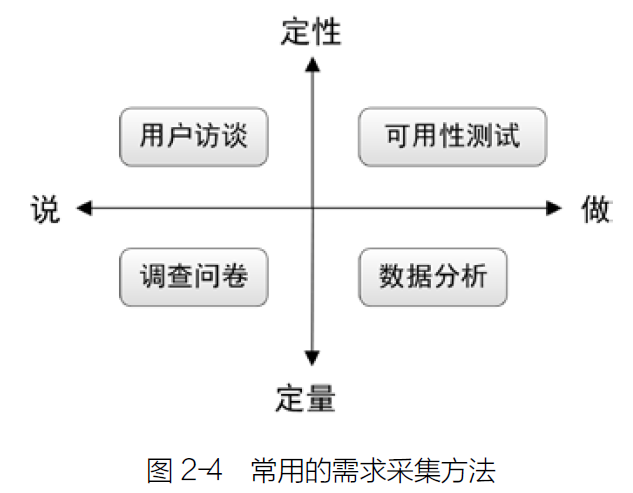 定性
用户访谈
可用性测试
说
做
调查问卷
数据分析
定量
图 2-4 常用的需求采集方法